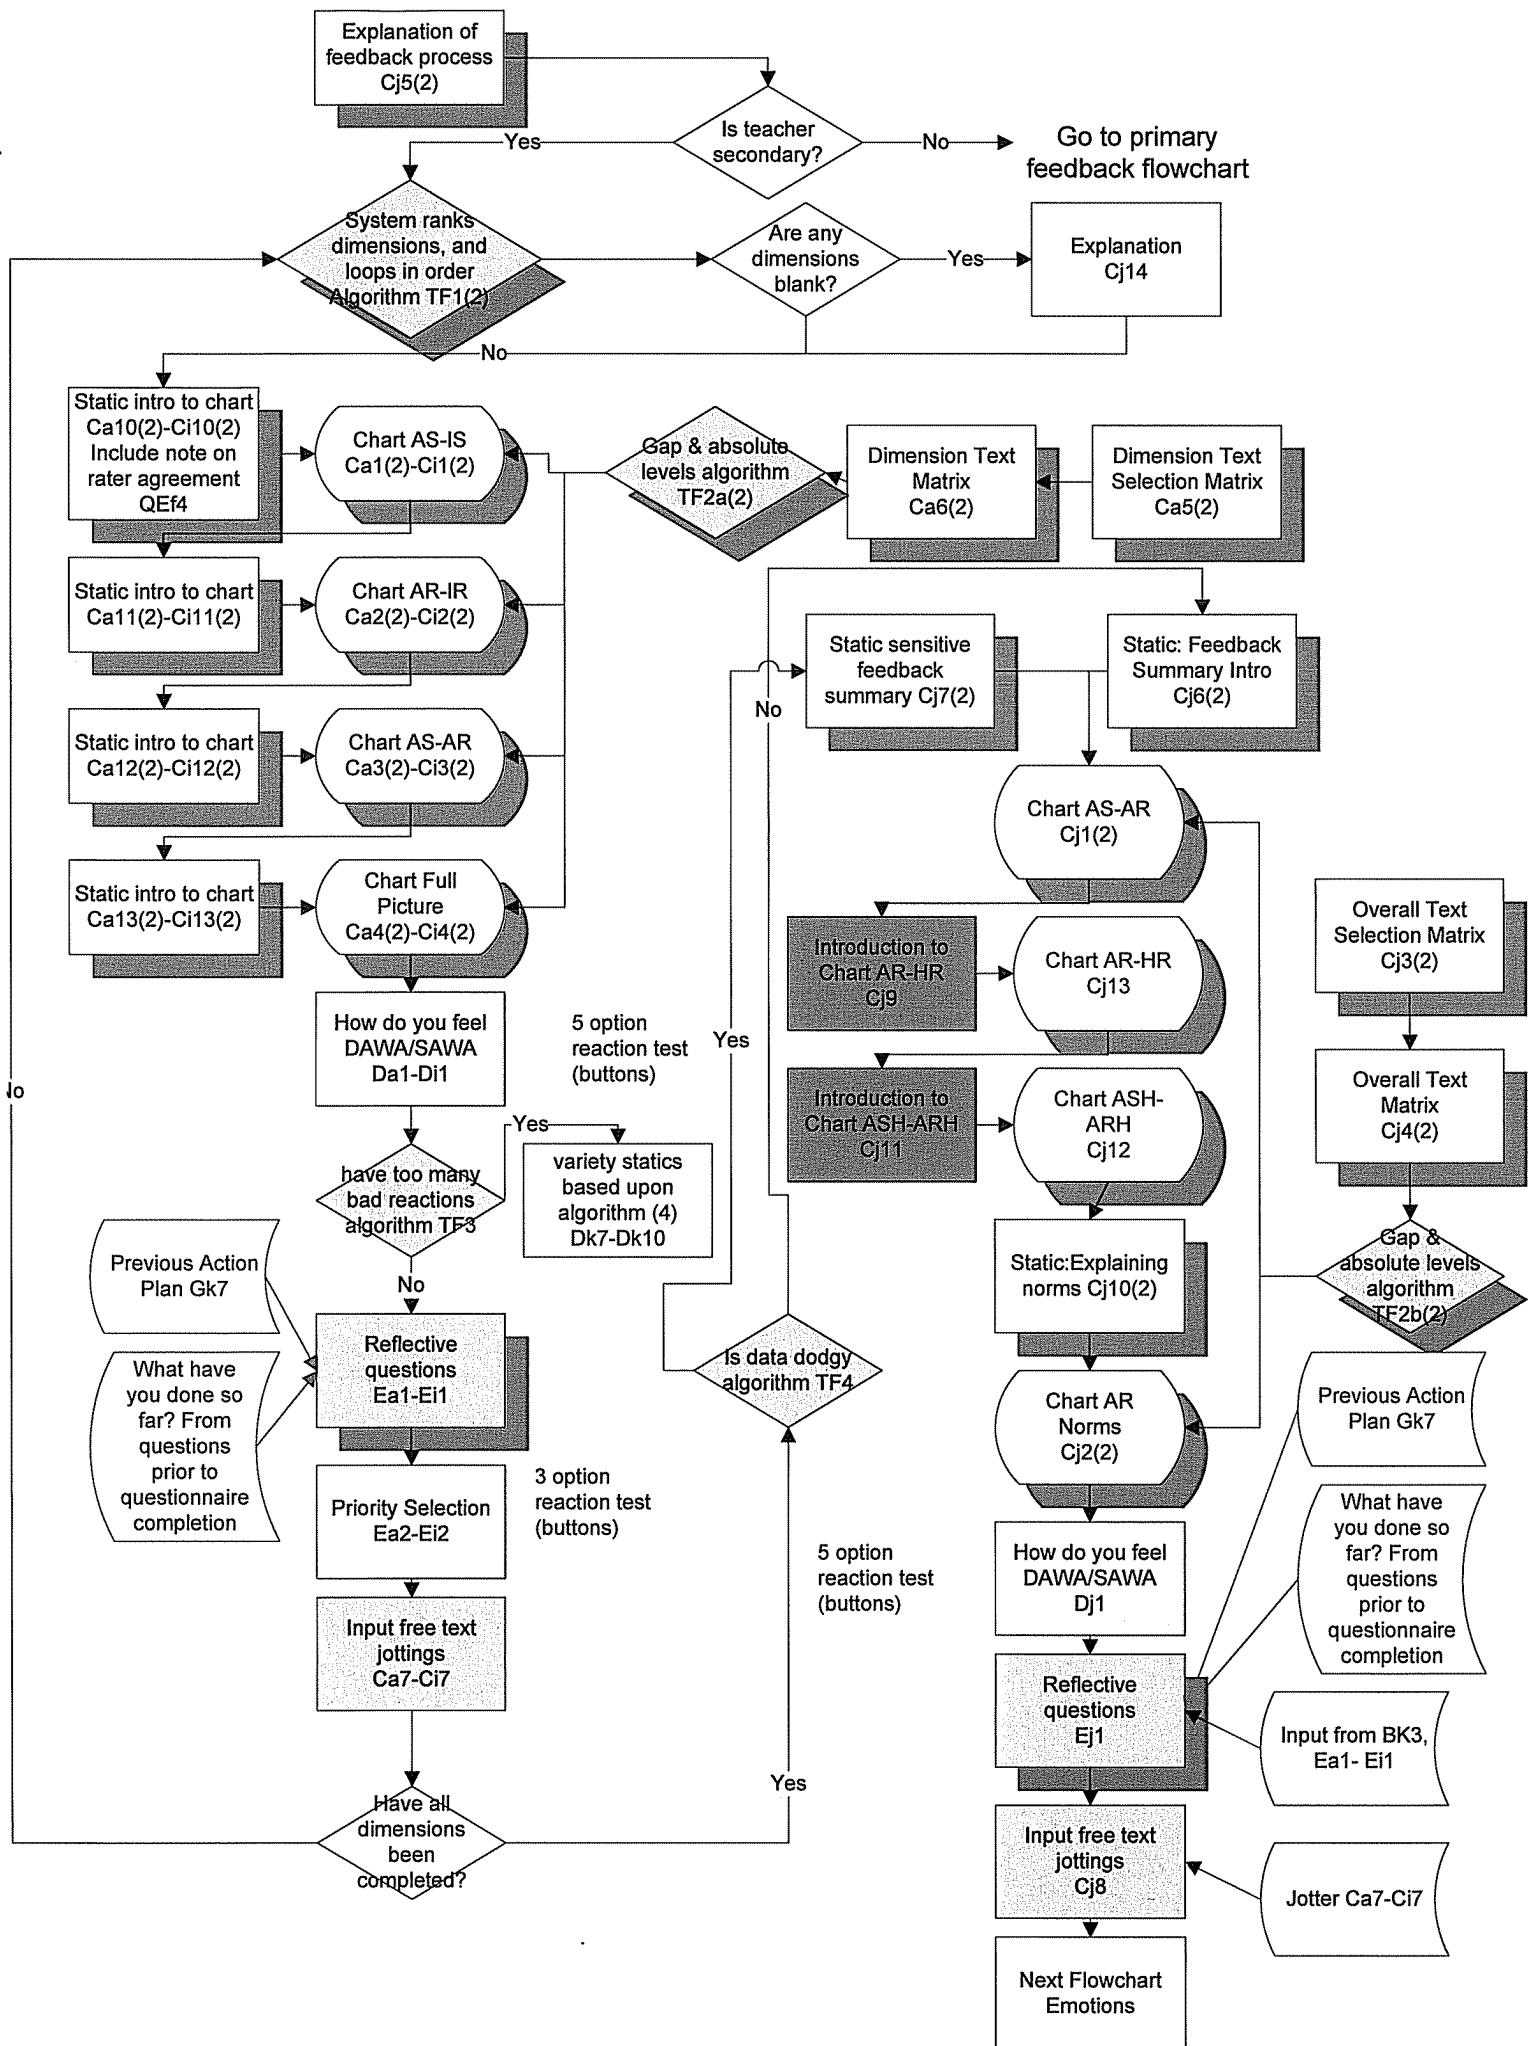 Explanation of
feedback process
Cj5(2)
Is teacher
secondary?
Yes
No
Go to primary
feedback flowchart
System ranks
dimensions, and
loops in order
Algorithm TF1(2)
Are any
dimensions
blank?
Yes
Explanation
Cj14
No
Static intro to chart
Ca10(2)-Ci10(2)
Include note on
rater agreement
QEf4
Chart AS-IS
Ca1(2)-Ci1(2)
Gap & absolute
levels algorithm
TF2a(2)
Dimension Text
Matrix
Ca6(2)
Dimension Text
Selection Matrix
Ca5(2)
Static intro to chart
Ca11(2)-Ci11(2)
Chart AR-IR
Ca2(2)-Ci2(2)
Static sensitive
feedback
summary Cj7(2)
Static: Feedback
Summary Intro
Cj6(2)
No
Static intro to chart
Ca12(2)-Ci12(2)
Chart AS-AR
Ca3(2)-Ci3(2)
Chart AS-AR
Cj1(2)
Static intro to chart
Ca13(2)-Ci13(2)
Chart Full
Picture
Ca4(2)-Ci4(2)
Introduction to
Chart AR-HR
Cj9
Chart AR-HR
Cj13
Overall Text
Selection Matrix
Cj3(2)
How do you feel
DAWA/SAWA
Da1-Di1
5 option
reaction test
(buttons)
Yes
lo
Introduction to
Chart ASH-ARH
Cj11
Chart ASH-
ARH
Cj12
Overall Text
Matrix
Cj4(2)
have too many
bad reactions
algorithm TF3
Yes
variety statics
based upon
algorithm (4)
Dk7-Dk10
No
Previous Action
Plan Gk7
Static:Explaining
norms Cj10(2)
Gap &
absolute levels
algorithm
TF2b(2)
Reflective
questions
Ea1-Ei1
What have
you done so
far? From
questions
prior to
questionnaire
completion
Is data dodgy
algorithm TF4
Chart AR
Norms
Cj2(2)
Previous Action
Plan Gk7
Priority Selection
Ea2-Ei2
3 option
reaction test
(buttons)
What have
you done so
far? From
questions
prior to
questionnaire
completion
5 option
reaction test
(buttons)
How do you feel
DAWA/SAWA
Dj1
Input free text
jottings
Ca7-Ci7
Reflective
questions
Ej1
Input from BK3,
Ea1- Ei1
Yes
Have all
dimensions
been
completed?
Input free text
jottings
Cj8
Jotter Ca7-Ci7
Next Flowchart
Emotions